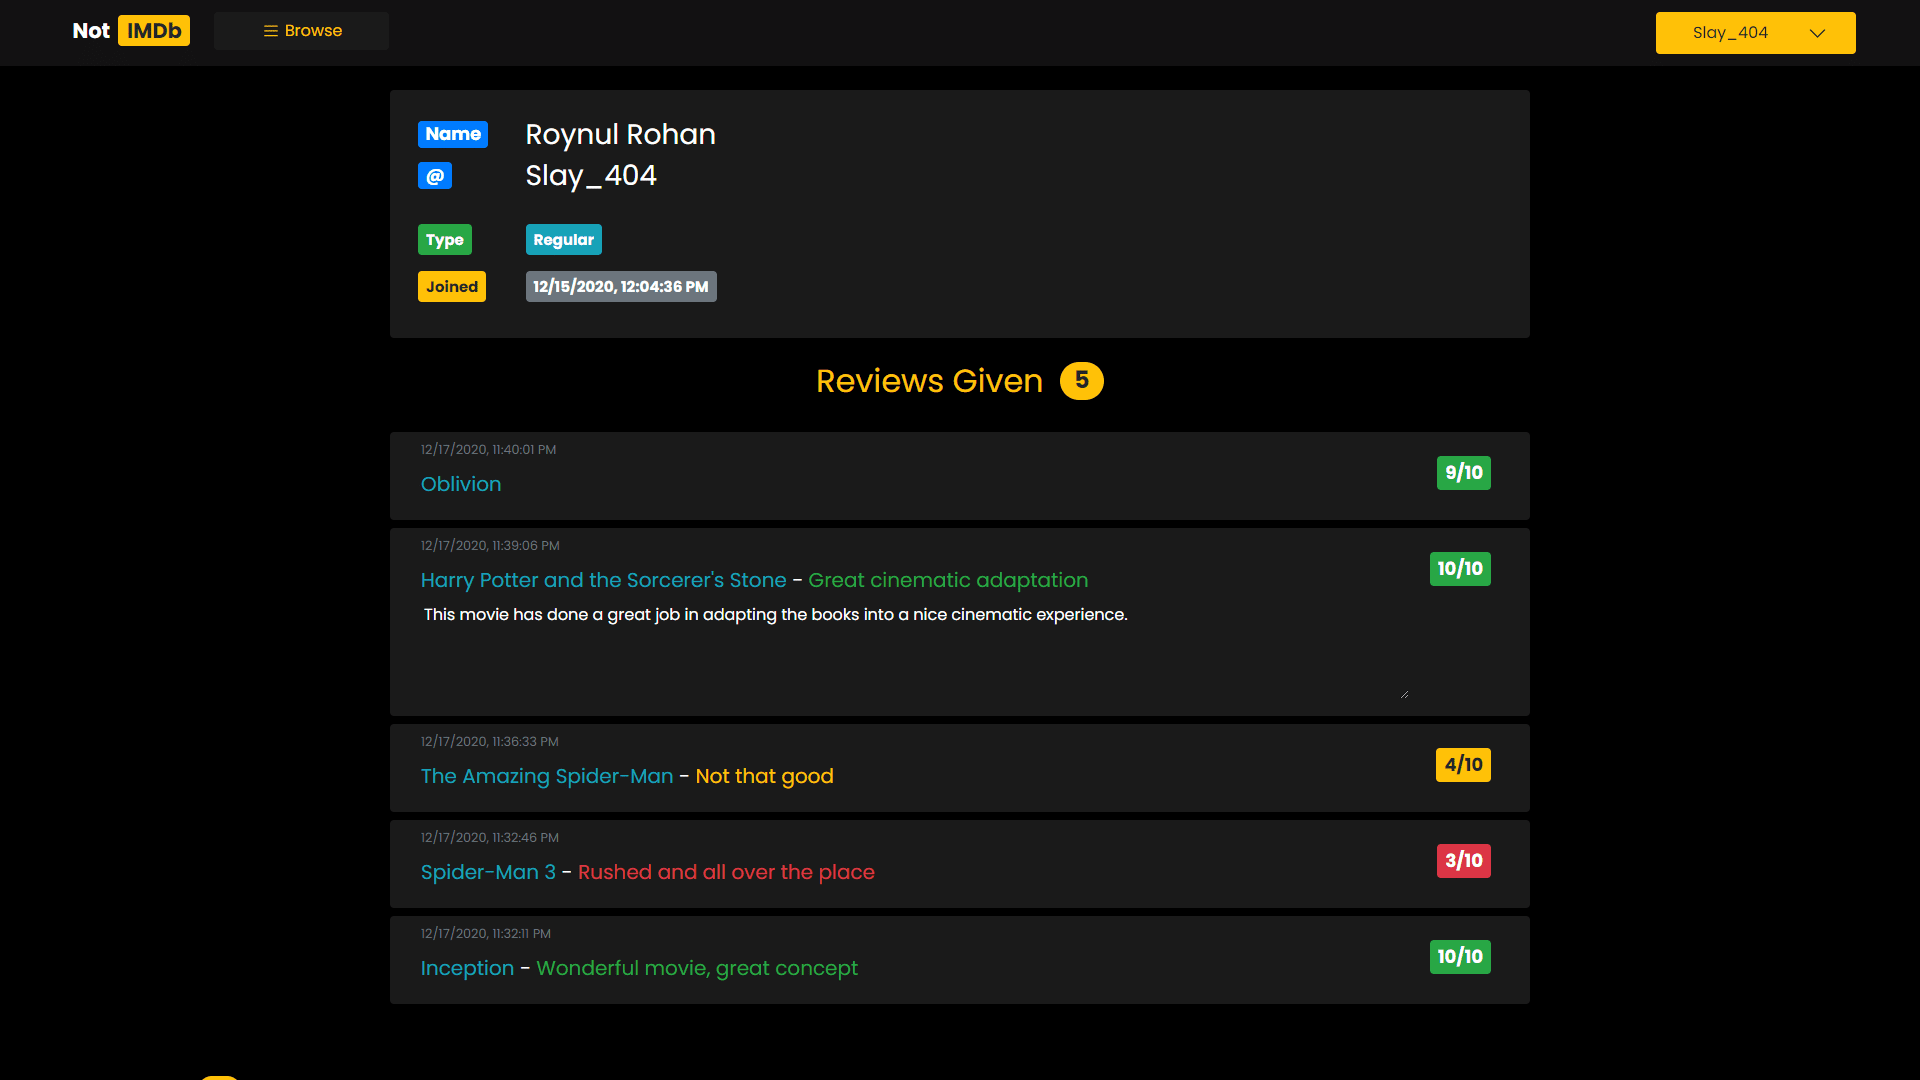 Not IMDb
Browse
Slay_404
Name Roynul Rohan
@ Slay_404
Type Regular
Joined 12/15/2020, 12:04:36 PM
Reviews Given 5
12/17/2020, 11:40:01 PM
Oblivion
9/10
12/17/2020, 11:39:06 PM
Harry Potter and the Sorcerer's Stone - Great cinematic adaptation
10/10
This movie has done a great job in adapting the books into a nice cinematic experience.
12/17/2020, 11:36:33 PM
The Amazing Spider-Man - Not that good
4/10
12/17/2020, 11:32:46 PM
Spider-Man 3 - Rushed and all over the place
3/10
12/17/2020, 11:32:11 PM
Inception - Wonderful movie, great concept
10/10